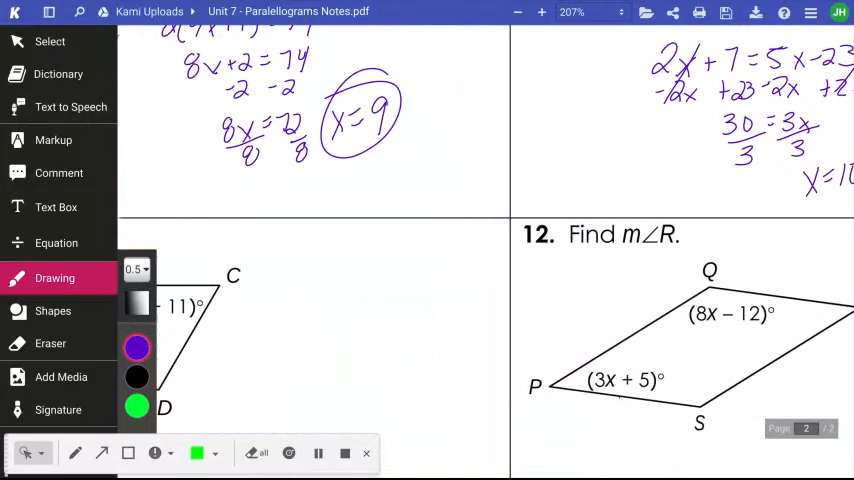 Kami Uploads > Unit 7 - Paralellograms Notes.pdf
207%
JH
Select
Dictionary
Text to Speech
Markup
Comment
Text Box
Equation
Drawing
Shapes
Eraser
Add Media
Signature
0.5
8x+2=74
-2 -2
8x=72
8 8
x=9
2x+7=5x-23
-2x +23 -2x
30=3x
3 3
C
- 11)°
D
12. Find m∠R.
Q
(8x – 12)°
P
(3x + 5)°
S
Page 2 / 2
all